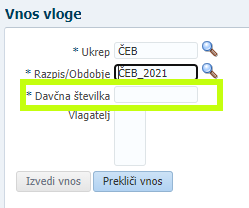 Vnos vloge
* Ukrep ČEB
* Razpis/Obdobje ČEB_2021
* Davčna številka
Vlagatelj
Izvedi vnos Prekliči vnos